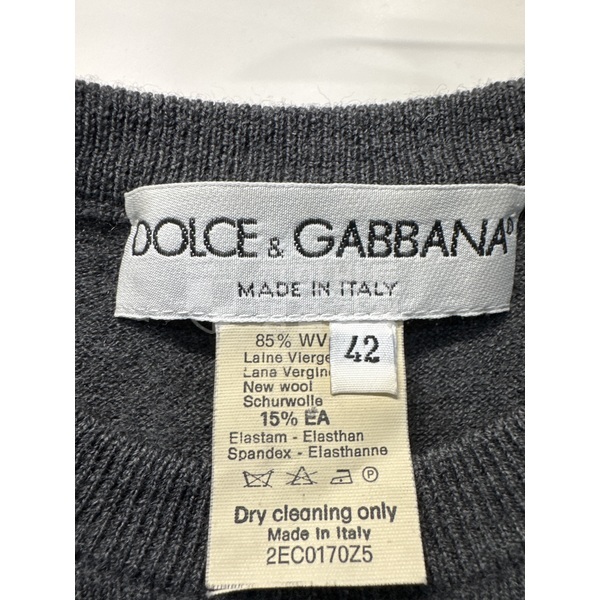 DOLCE & GABBANA
MADE IN ITALY
42
85% WV
Laine Vierge
Lana Vergine
New wool
Schurwolle
15% EA
Elastam - Elasthan
Spandex - Elasthanne
P
Dry cleaning only
Made in Italy
2EC0170Z5